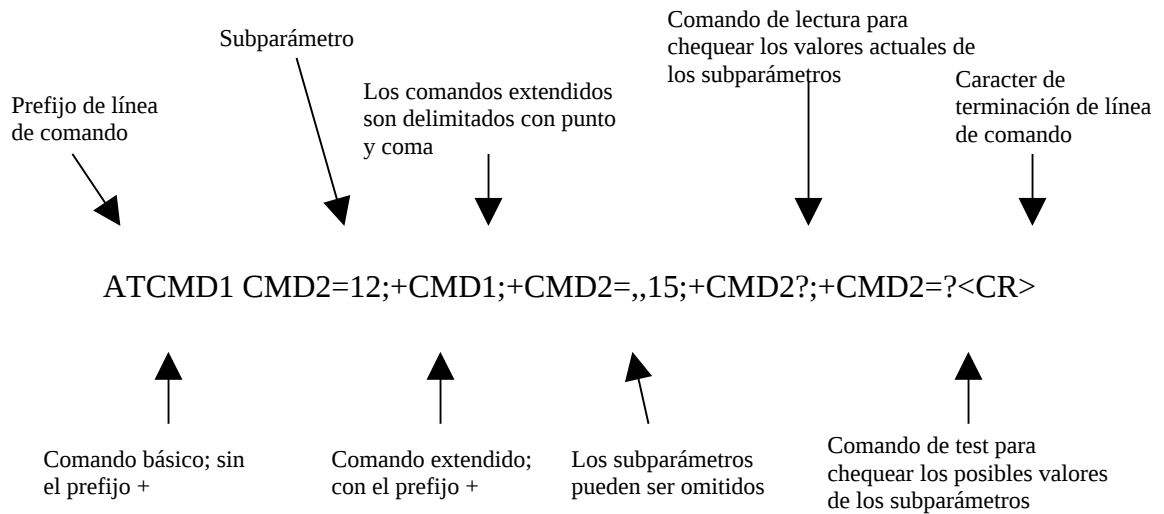 Comando de lectura para
chequear los valores actuales de
los subparámetros
Subparámetro
Caracter de
terminación de línea
de comando
Los comandos extendidos
son delimitados con punto
y coma
Prefijo de línea
de comando
ATCMD1 CMD2=12;+CMD1;+CMD2=,,15;+CMD2?;+CMD2=?<CR>
Comando básico; sin
el prefijo +
Comando extendido;
con el prefijo +
Los subparámetros
pueden ser omitidos
Comando de test para
chequear los posibles valores
de los subparámetros